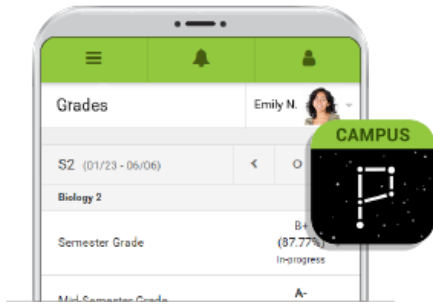 Grades
Emily N.
CAMPUS
S2 (01/23 - 06/06)
Biology 2
B+
Semester Grade
(87.77%)
In-progress
A-
Mid-Semester Grade